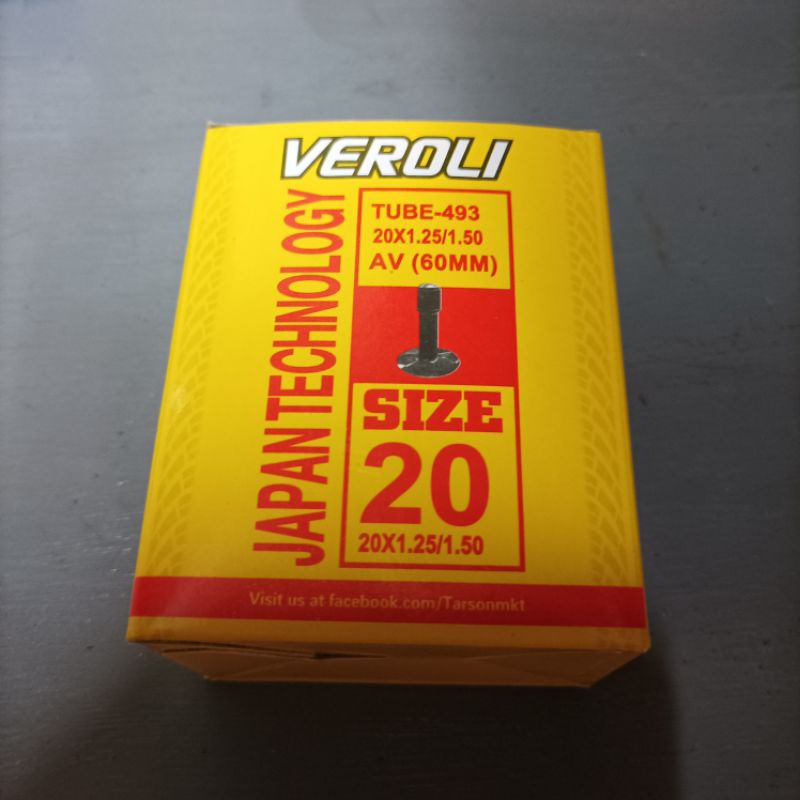 VEROLI
JAPAN TECHNOLOGY
TUBE-493
20X1.25/1.50
AV (60MM)
SIZE
20
20X1.25/1.50
Visit us at facebook.com/Tarsonmkt